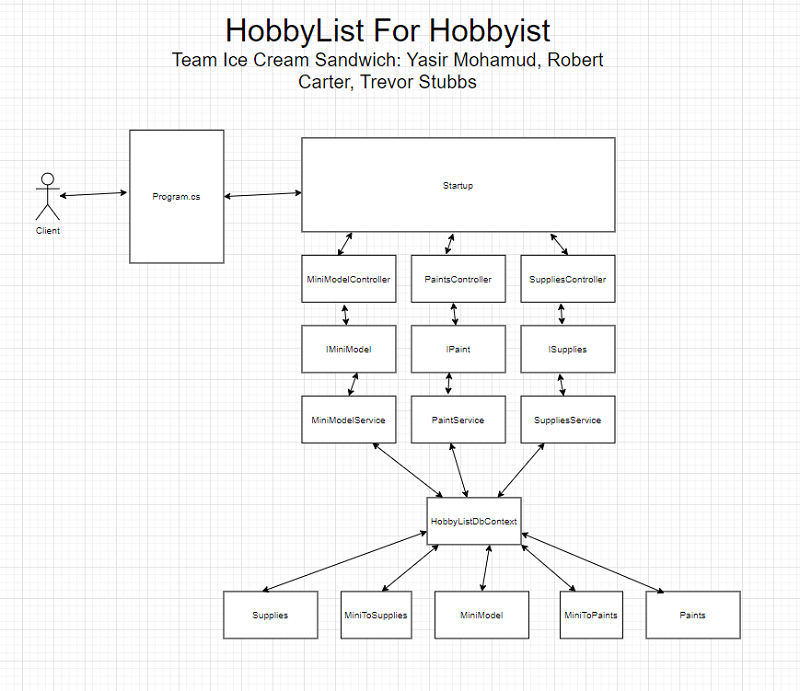 HobbyList For Hobbyist
Team Ice Cream Sandwich: Yasir Mohamud, Robert
Carter, Trevor Stubbs
Client
Program.cs
Startup
MiniModelController
PaintsController
SuppliesController
IMiniModel
IPaint
ISupplies
MiniModelService
PaintService
SuppliesService
HobbyListDbContext
Supplies
MiniToSupplies
MiniModel
MiniToPaints
Paints